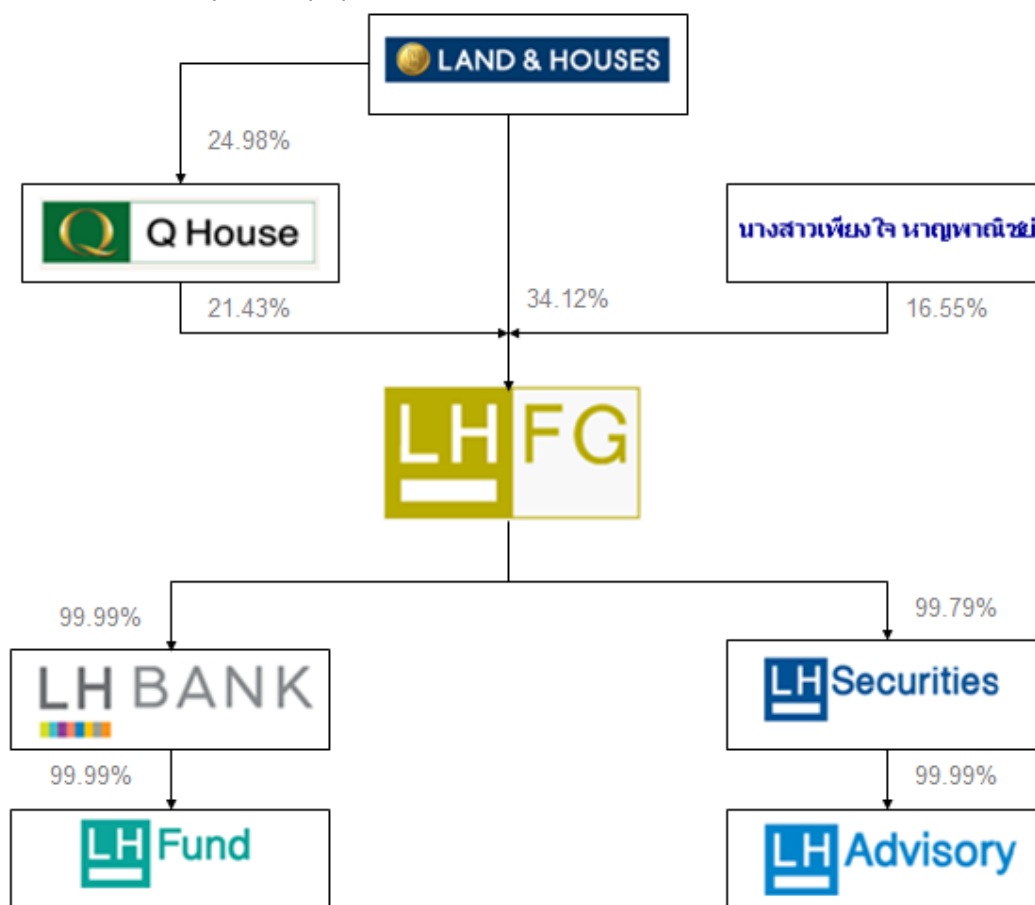 LAND & HOUSES
24.98%
Q House
นางสาวเพียงใจ หาญพาณิชย์
21.43%
34.12%
16.55%
LH FG
99.99%
99.79%
LH BANK
LH Securities
99.99%
99.99%
LH Fund
LH Advisory